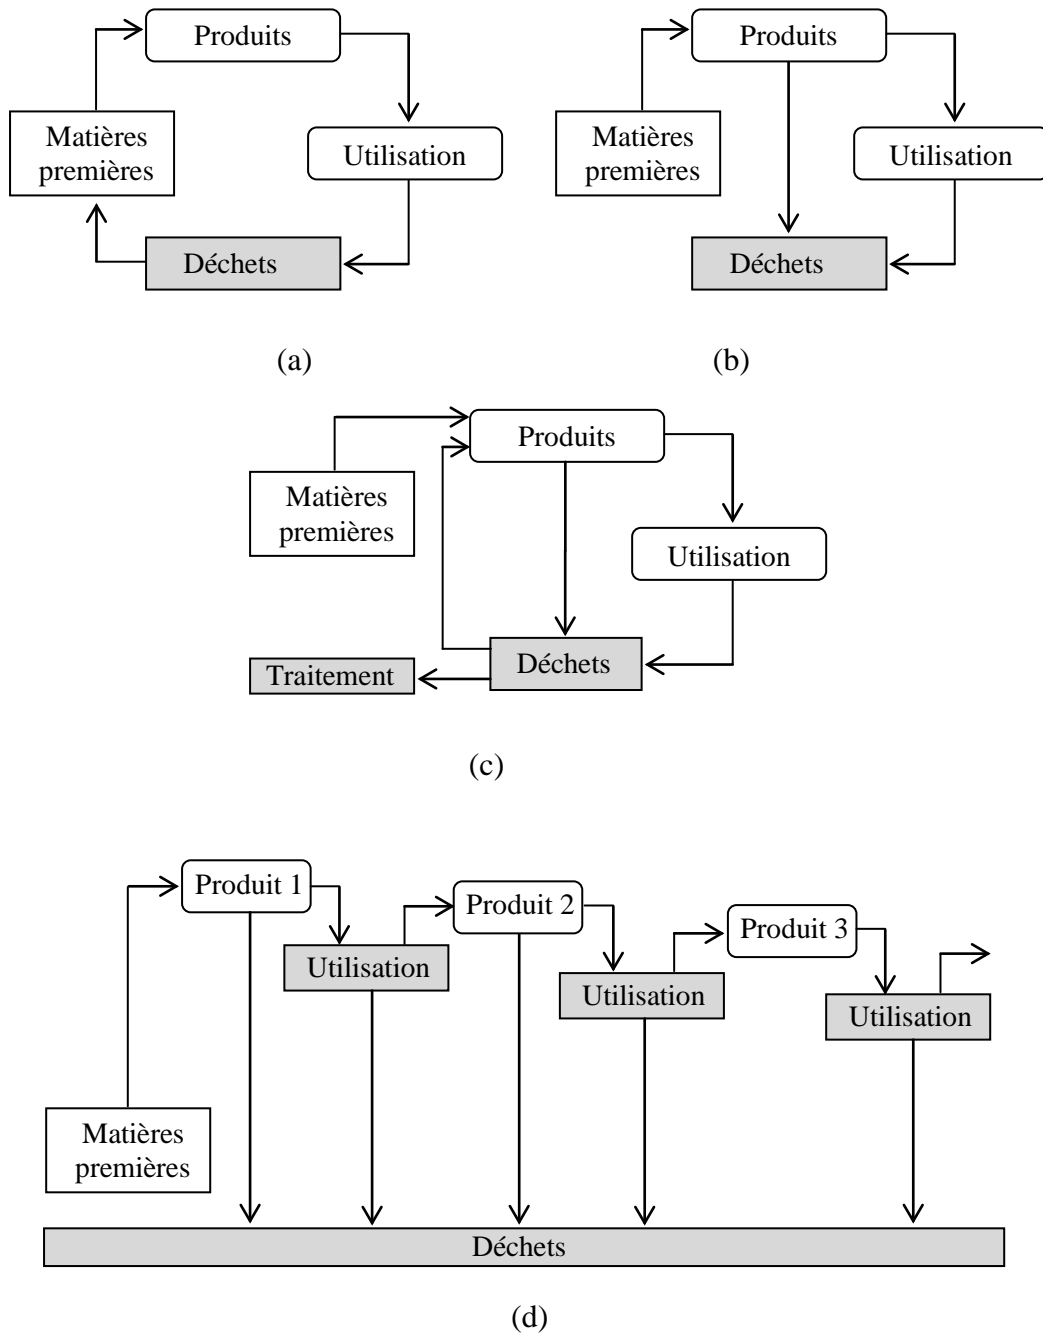 Produits
Matières
premières
Utilisation
Déchets
(a)
Produits
Matières
premières
Utilisation
Déchets
(b)
Produits
Matières
premières
Utilisation
Déchets
Traitement
(c)
Produit 1
Produit 2
Produit 3
Utilisation
Utilisation
Utilisation
Matières
premières
Déchets
(d)